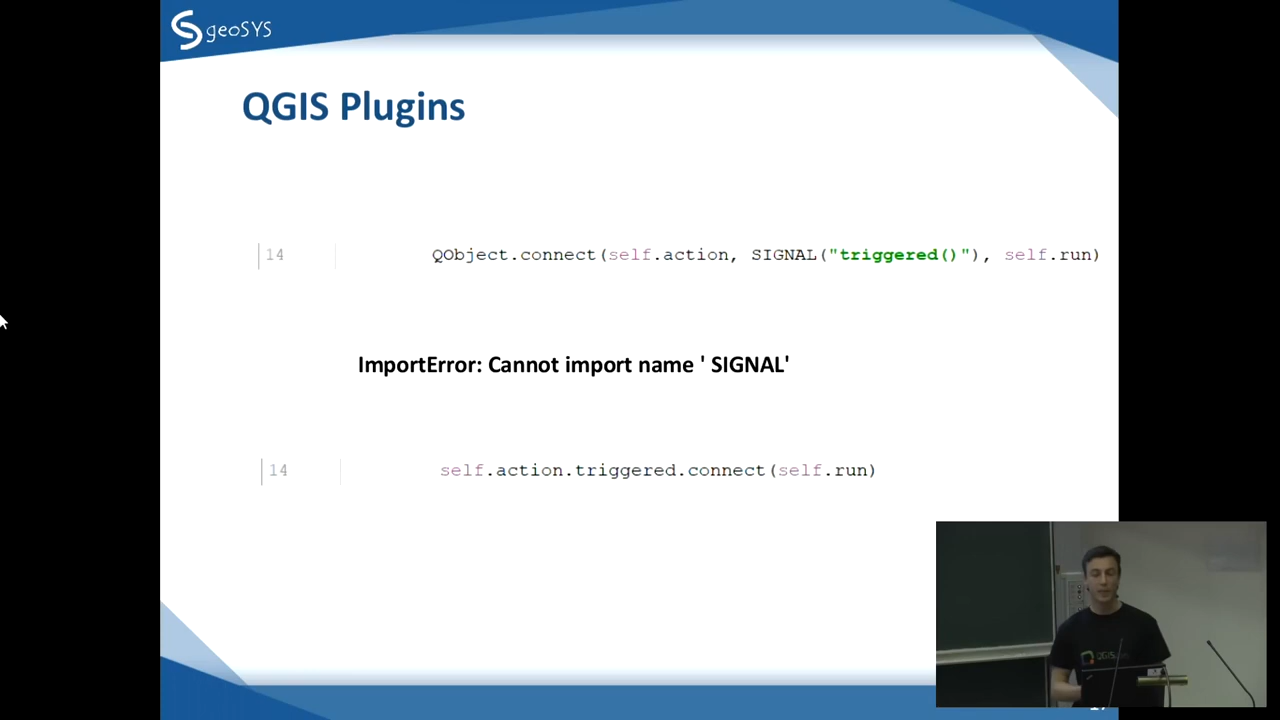 geoSYS
QGIS Plugins
14 QObject.connect(self.action, SIGNAL("triggered()"), self.run)
ImportError: Cannot import name ' SIGNAL'
14 self.action.triggered.connect(self.run)
QGIS